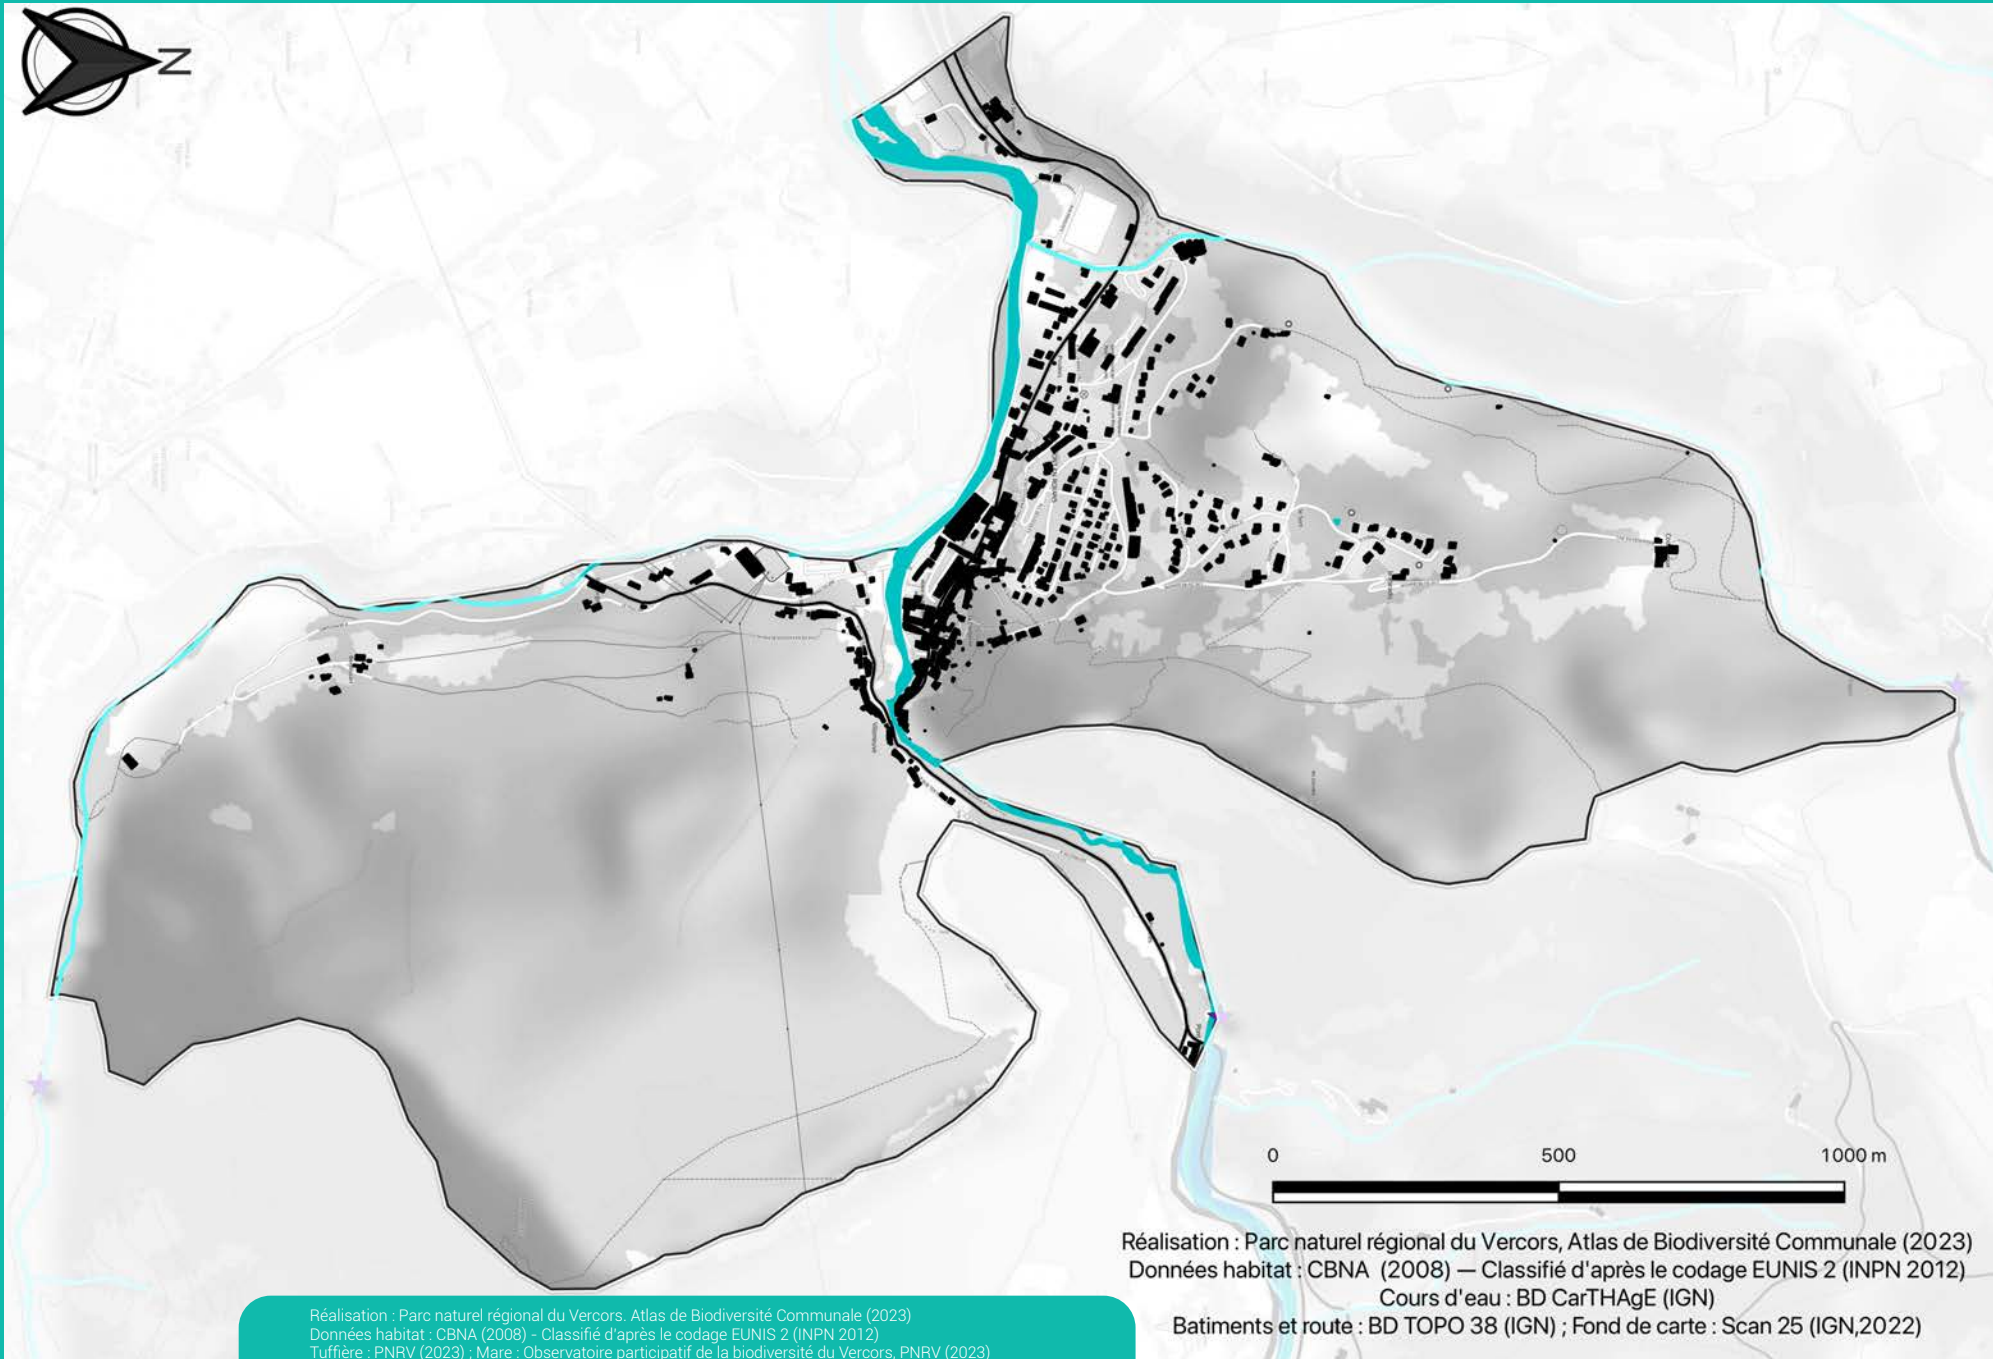 N
0 500 1000 m
Réalisation : Parc naturel régional du Vercors, Atlas de Biodiversité Communale (2023)
Données habitat : CBNA (2008) — Classifié d'après le codage EUNIS 2 (INPN 2012)
Cours d'eau : BD CarTHAgE (IGN)
Batiments et route : BD TOPO 38 (IGN) ; Fond de carte : Scan 25 (IGN,2022)
Réalisation : Parc naturel régional du Vercors. Atlas de Biodiversité Communale (2023)
Données habitat : CBNA (2008) - Classifié d'après le codage EUNIS 2 (INPN 2012)
Tuffière : PNRV (2023) ; Mare : Observatoire participatif de la biodiversité du Vercors, PNRV (2023)